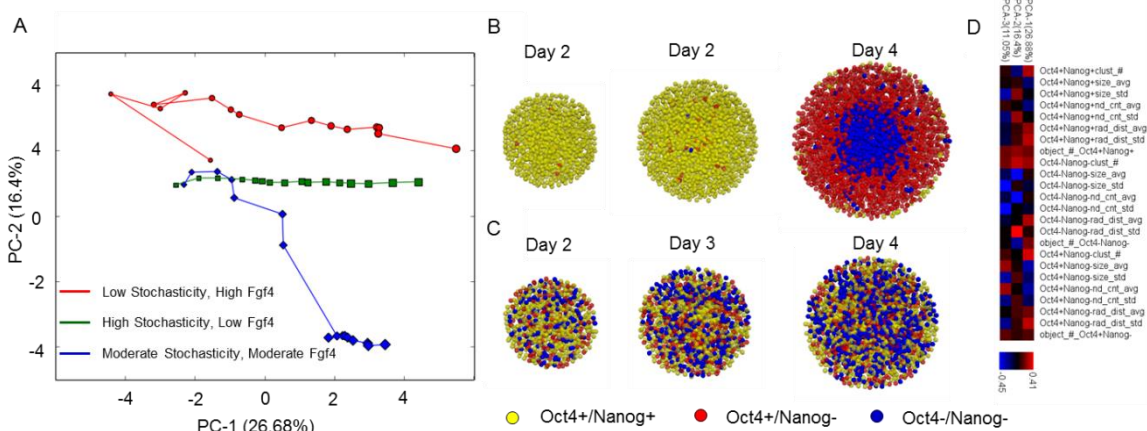 A
PC-2 (16.4%)
4
4
2
0
-2
-4
-4
-2
0
2
4
PC-1 (26.68%)
Low Stochasticity, High Fgf4
High Stochasticity, Low Fgf4
Moderate Stochasticity, Moderate Fgf4
B
Day 2
Day 2
Day 4
C
Day 2
Day 3
Day 4
Oct4+/Nanog+
Oct4+/Nanog-
Oct4-/Nanog-
D
PCA-3(11.05%)
PCA-2(16.4%)
PCA-1(26.88%)
Oct4+Nanog+clust_#
Oct4+Nanog+size_avg
Oct4+Nanog+size_std
Oct4+Nanog+nd_cnt_avg
Oct4+Nanog+nd_cnt_std
Oct4+Nanog+rad_dist_avg
Oct4+Nanog+rad_dist_std
object_#_Oct4+Nanog+
Oct4-Nanog-clust_#
Oct4-Nanog-size_avg
Oct4-Nanog-size_std
Oct4-Nanog-nd_cnt_avg
Oct4-Nanog-nd_cnt_std
Oct4-Nanog-rad_dist_avg
Oct4-Nanog-rad_dist_std
object_#_Oct4-Nanog-
Oct4+Nanog-clust_#
Oct4+Nanog-size_avg
Oct4+Nanog-size_std
Oct4+Nanog-nd_cnt_avg
Oct4+Nanog-nd_cnt_std
Oct4+Nanog-rad_dist_avg
Oct4+Nanog-rad_dist_std
object_#_Oct4+Nanog-
-0.45
0.41